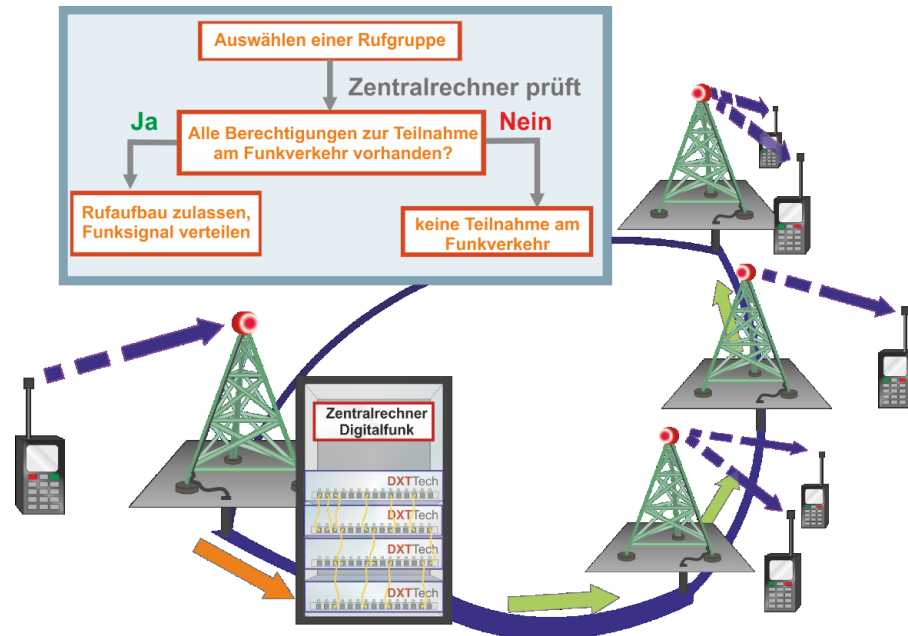 Auswählen einer Rufgruppe
Zentralrechner prüft
Ja
Nein
Alle Berechtigungen zur Teilnahme
am Funkverkehr vorhanden?
Rufaufbau zulassen,
Funksignal verteilen
keine Teilnahme am
Funkverkehr
Zentralrechner
Digitalfunk
DXTTech
DXTTech
DXTTech
DXTTech